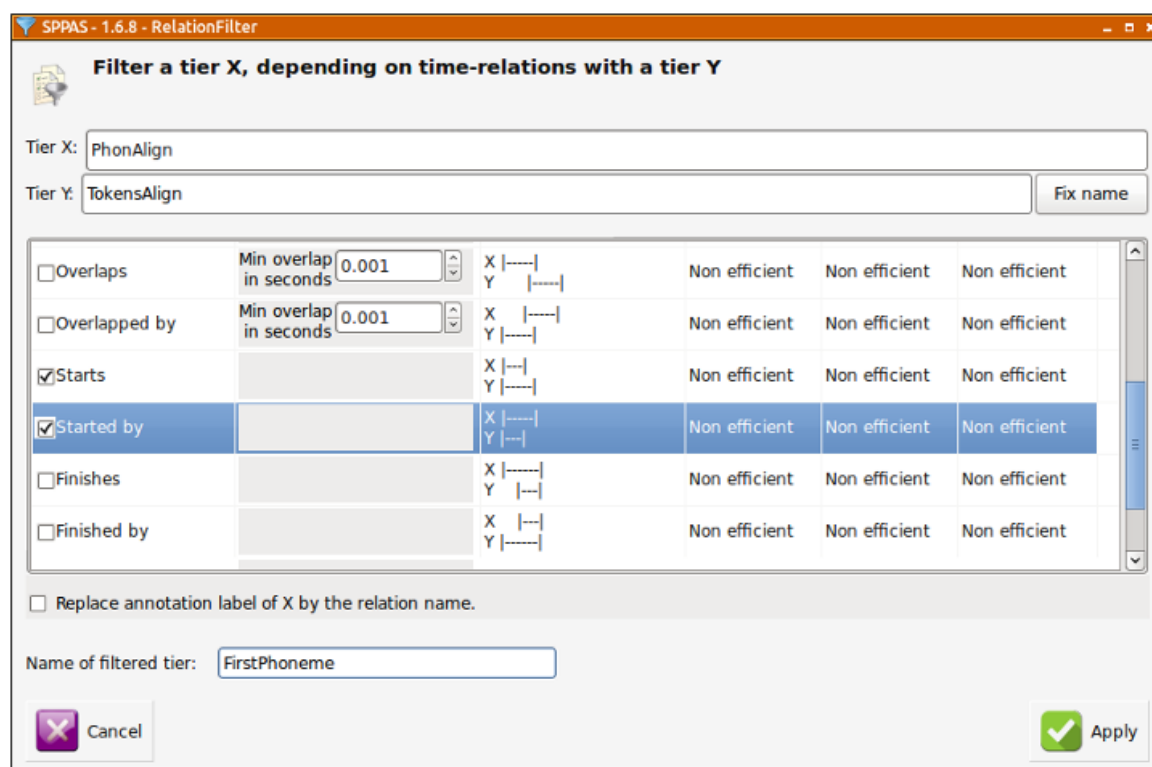 SPPAS - 1.6.8 - RelationFilter
Filter a tier X, depending on time-relations with a tier Y
Tier X: PhonAlign
Tier Y: TokensAlign Fix name
Overlaps Min overlap in seconds 0.001 X |-----| Non efficient Non efficient Non efficient
Y |-----|
Overlapped by Min overlap in seconds 0.001 X |-----| Non efficient Non efficient Non efficient
Y |-----|
Starts X |---| Non efficient Non efficient Non efficient
Y |-----|
Started by X |-----| Non efficient Non efficient Non efficient
Y |---|
Finishes X |------| Non efficient Non efficient Non efficient
Y |---|
Finished by X |---| Non efficient Non efficient Non efficient
Y |------|
Replace annotation label of X by the relation name.
Name of filtered tier: FirstPhoneme
Cancel Apply